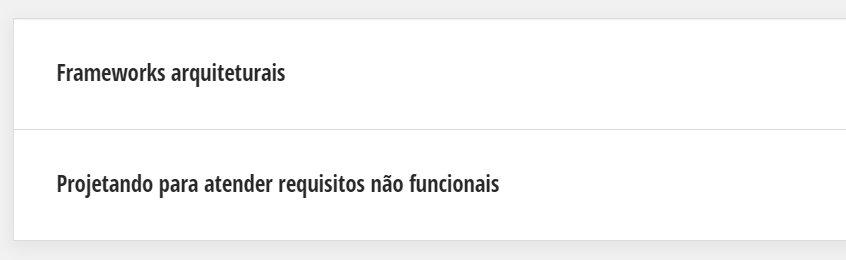 Frameworks arquiteturais
Projetando para atender requisitos não funcionais